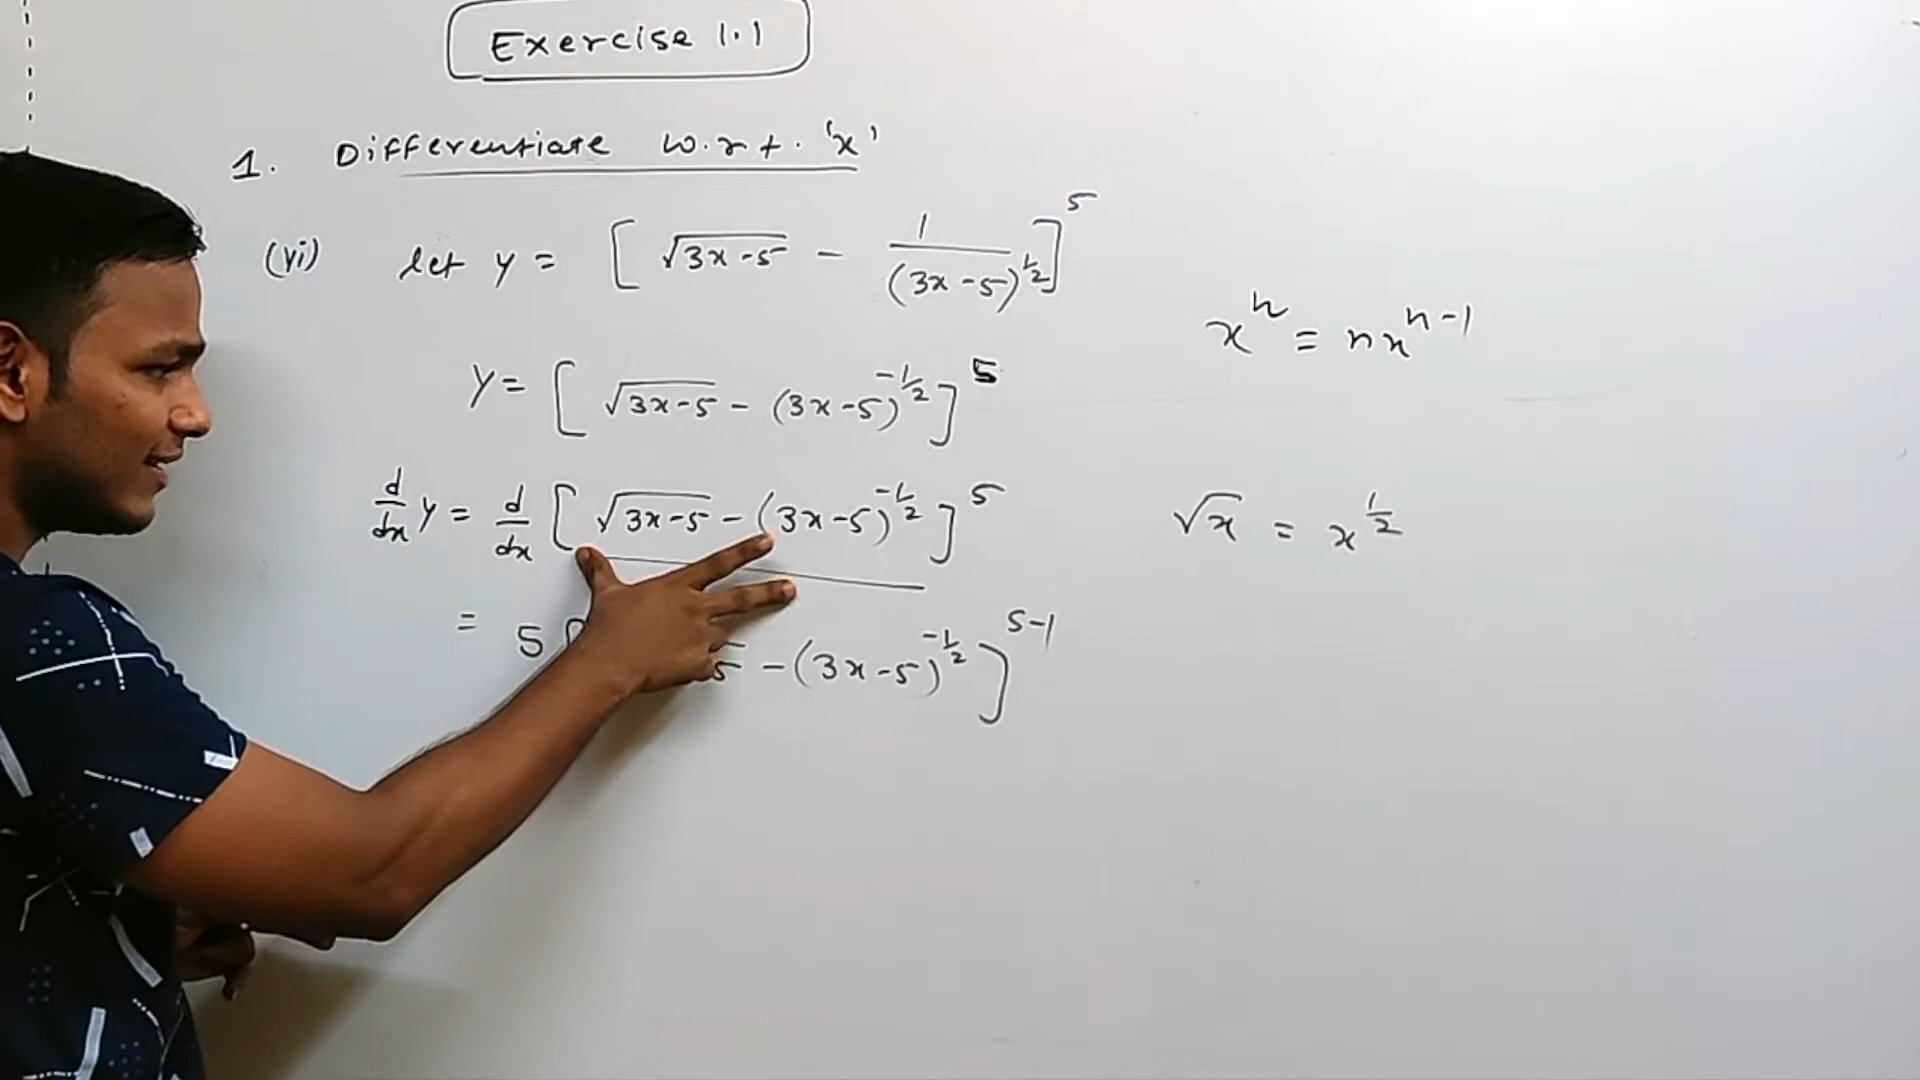 Exercise 1.1
1. Differentiate w.r.t. 'x'
(vi) let y = [ √3x-5 - 1/(3x-5)^1/2 ]^5
x^n = nx^n-1
y = [ √3x-5 - (3x-5)^-1/2 ]^5
d/dx y = d/dx [ √3x-5 - (3x-5)^-1/2 ]^5
√x = x^1/2
= 5 [ 5 - (3x-5)^-1/2 ]^5-1